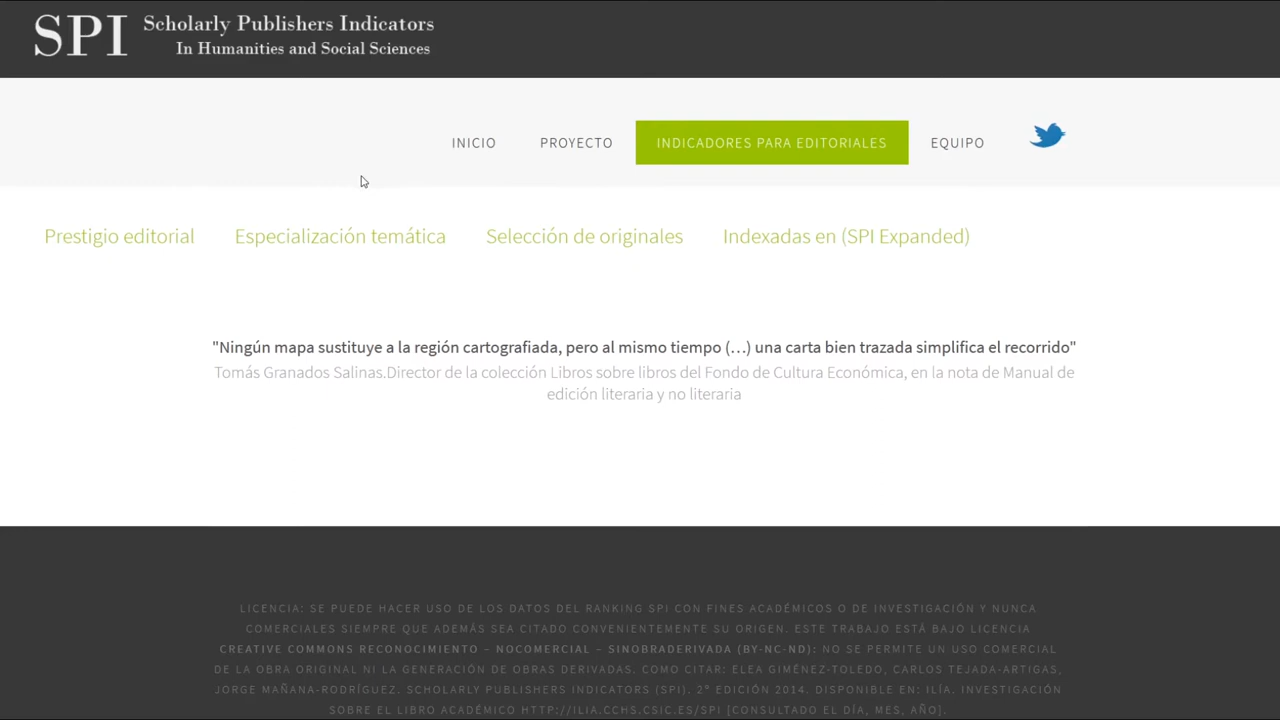 SPI Scholarly Publishers Indicators
In Humanities and Social Sciences
INICIO PROYECTO INDICADORES PARA EDITORIALES EQUIPO
Prestigio editorial Especialización temática Selección de originales Indexadas en (SPI Expanded)
"Ningún mapa sustituye a la región cartografiada, pero al mismo tiempo (...) una carta bien trazada simplifica el recorrido"
Tomás Granados Salinas.Director de la colección Libros sobre libros del Fondo de Cultura Económica, en la nota de Manual de
edición literaria y no literaria
LICENCIA: SE PUEDE HACER USO DE LOS DATOS DEL RANKING SPI CON FINES ACADÉMICOS O DE INVESTIGACIÓN Y NUNCA
COMERCIALES SIEMPRE QUE ADEMÁS SEA CITADO CONVENIENTEMENTE SU ORIGEN. ESTE TRABAJO ESTÁ BAJO LICENCIA
CREATIVE COMMONS RECONOCIMIENTO – NOCOMERCIAL – SINOBRADERIVADA (BY-NC-ND): NO SE PERMITE UN USO COMERCIAL
DE LA OBRA ORIGINAL NI LA GENERACIÓN DE OBRAS DERIVADAS. COMO CITAR: ELEA GIMÉNEZ-TOLEDO, CARLOS TEJADA-ARTIGAS,
JORGE MAÑANA-RODRÍGUEZ. SCHOLARLY PUBLISHERS INDICATORS (SPI). 2º EDICIÓN 2014. DISPONIBLE EN: ILÍA. INVESTIGACIÓN
SOBRE EL LIBRO ACADÉMICO HTTP://ILIA.CCHS.CSIC.ES/SPI [CONSULTADO EL DÍA, MES, AÑO].